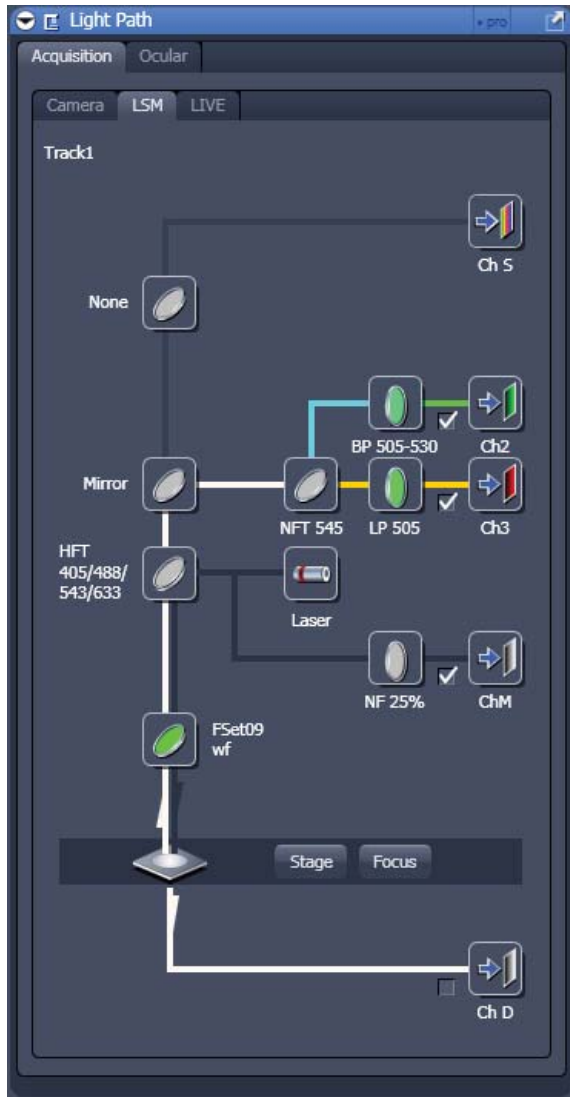 Light Path
pro
Acquisition Ocular
Camera LSM LIVE
Track1
Ch S
None
BP 505-530 Ch2
Mirror
NFT 545 LP 505 Ch3
HFT
405/488/
543/633
Laser
NF 25% ChM
FSet09
wf
Stage Focus
Ch D